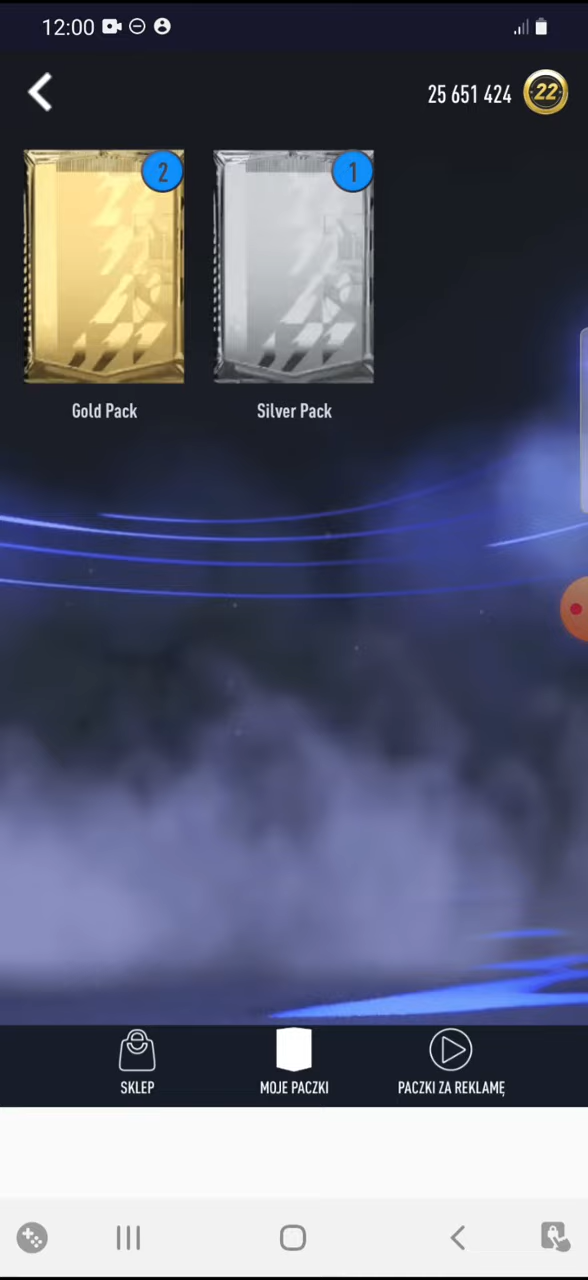 12:00
25 651 424 22
2 1
Gold Pack Silver Pack
SKLEP MOJE PACZKI PACZKI ZA REKLAMĘ